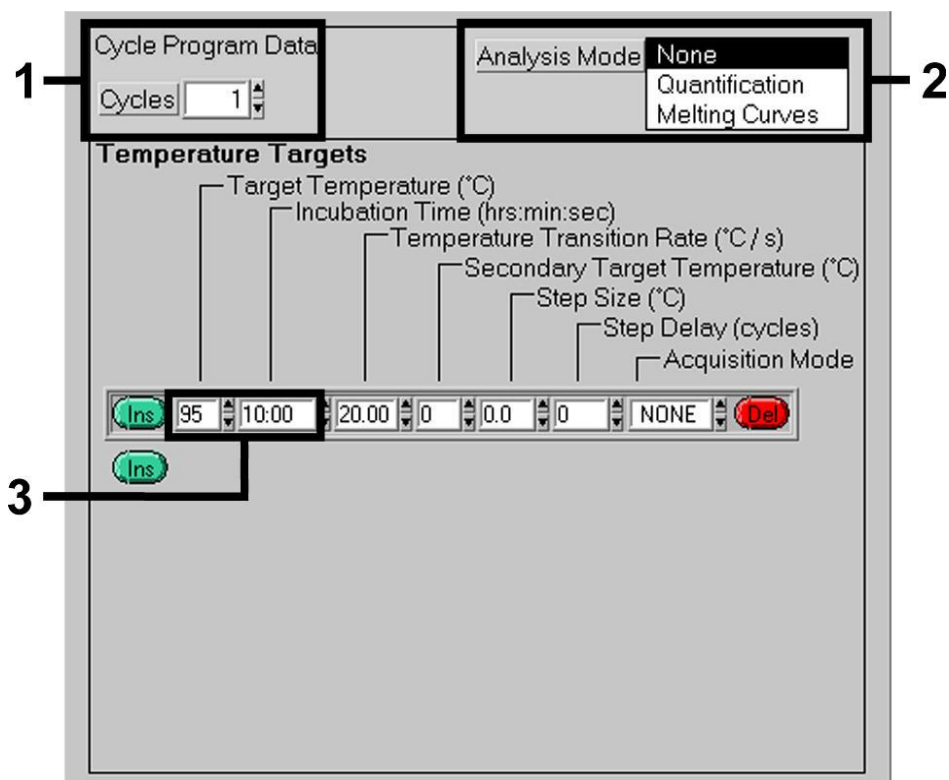 Cycle Program Data
1
Cycles 1
Analysis Mode None
Quantification
Melting Curves
2
Temperature Targets
Target Temperature (°C)
Incubation Time (hrs:min:sec)
Temperature Transition Rate (°C / s)
Secondary Target Temperature (°C)
Step Size (°C)
Step Delay (cycles)
Acquisition Mode
Ins 95 10:00 20.00 0 0.0 0 NONE Del
Ins
3